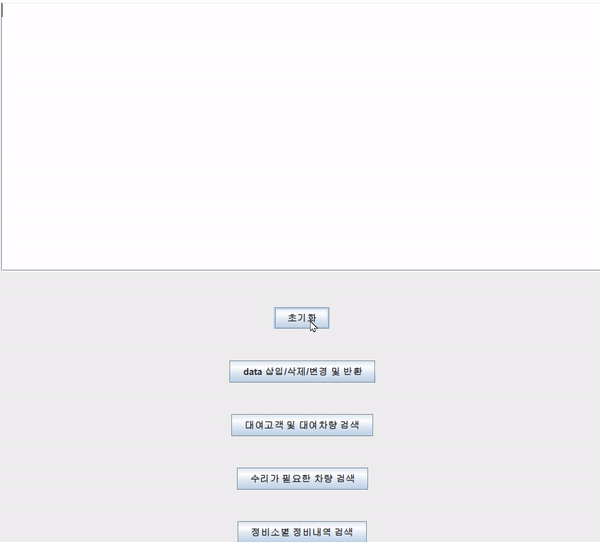 초기화
data 삽입/삭제/변경 및 반환
대여고객 및 대여차량 검색
수리가 필요한 차량 검색
정비소별 정비내역 검색